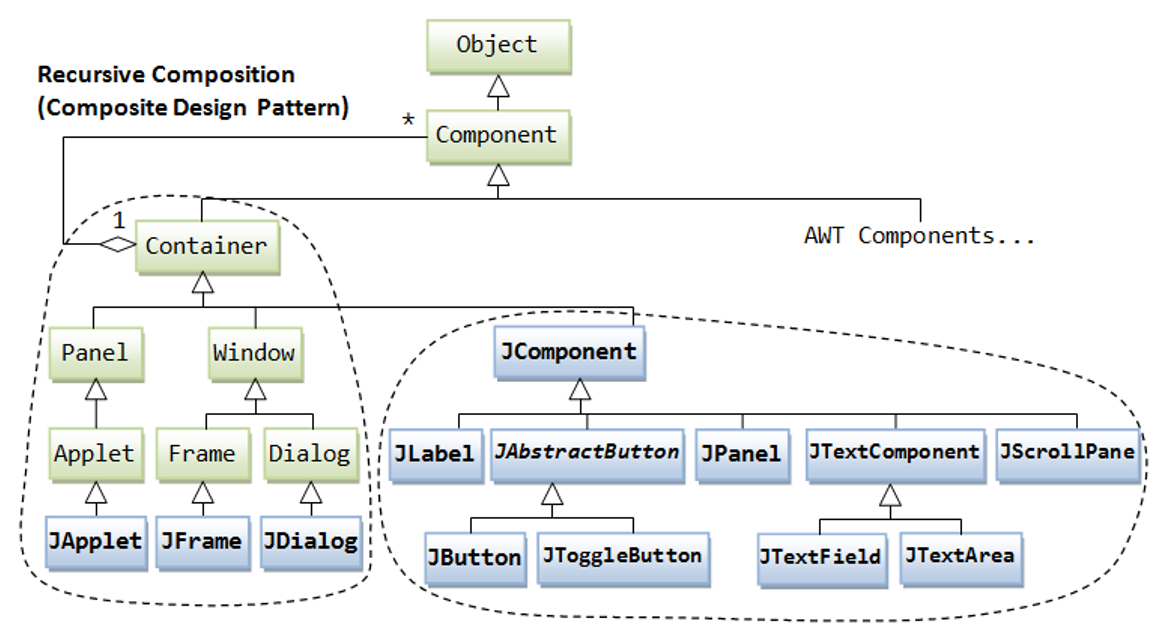 Object
Recursive Composition
(Composite Design Pattern)
*
Component
1
Container
AWT Components...
Panel
Window
JComponent
Applet
Frame
Dialog
JLabel
JAbstractButton
JPanel
JTextComponent
JScrollPane
JApplet
JFrame
JDialog
JButton
JToggleButton
JTextField
JTextArea